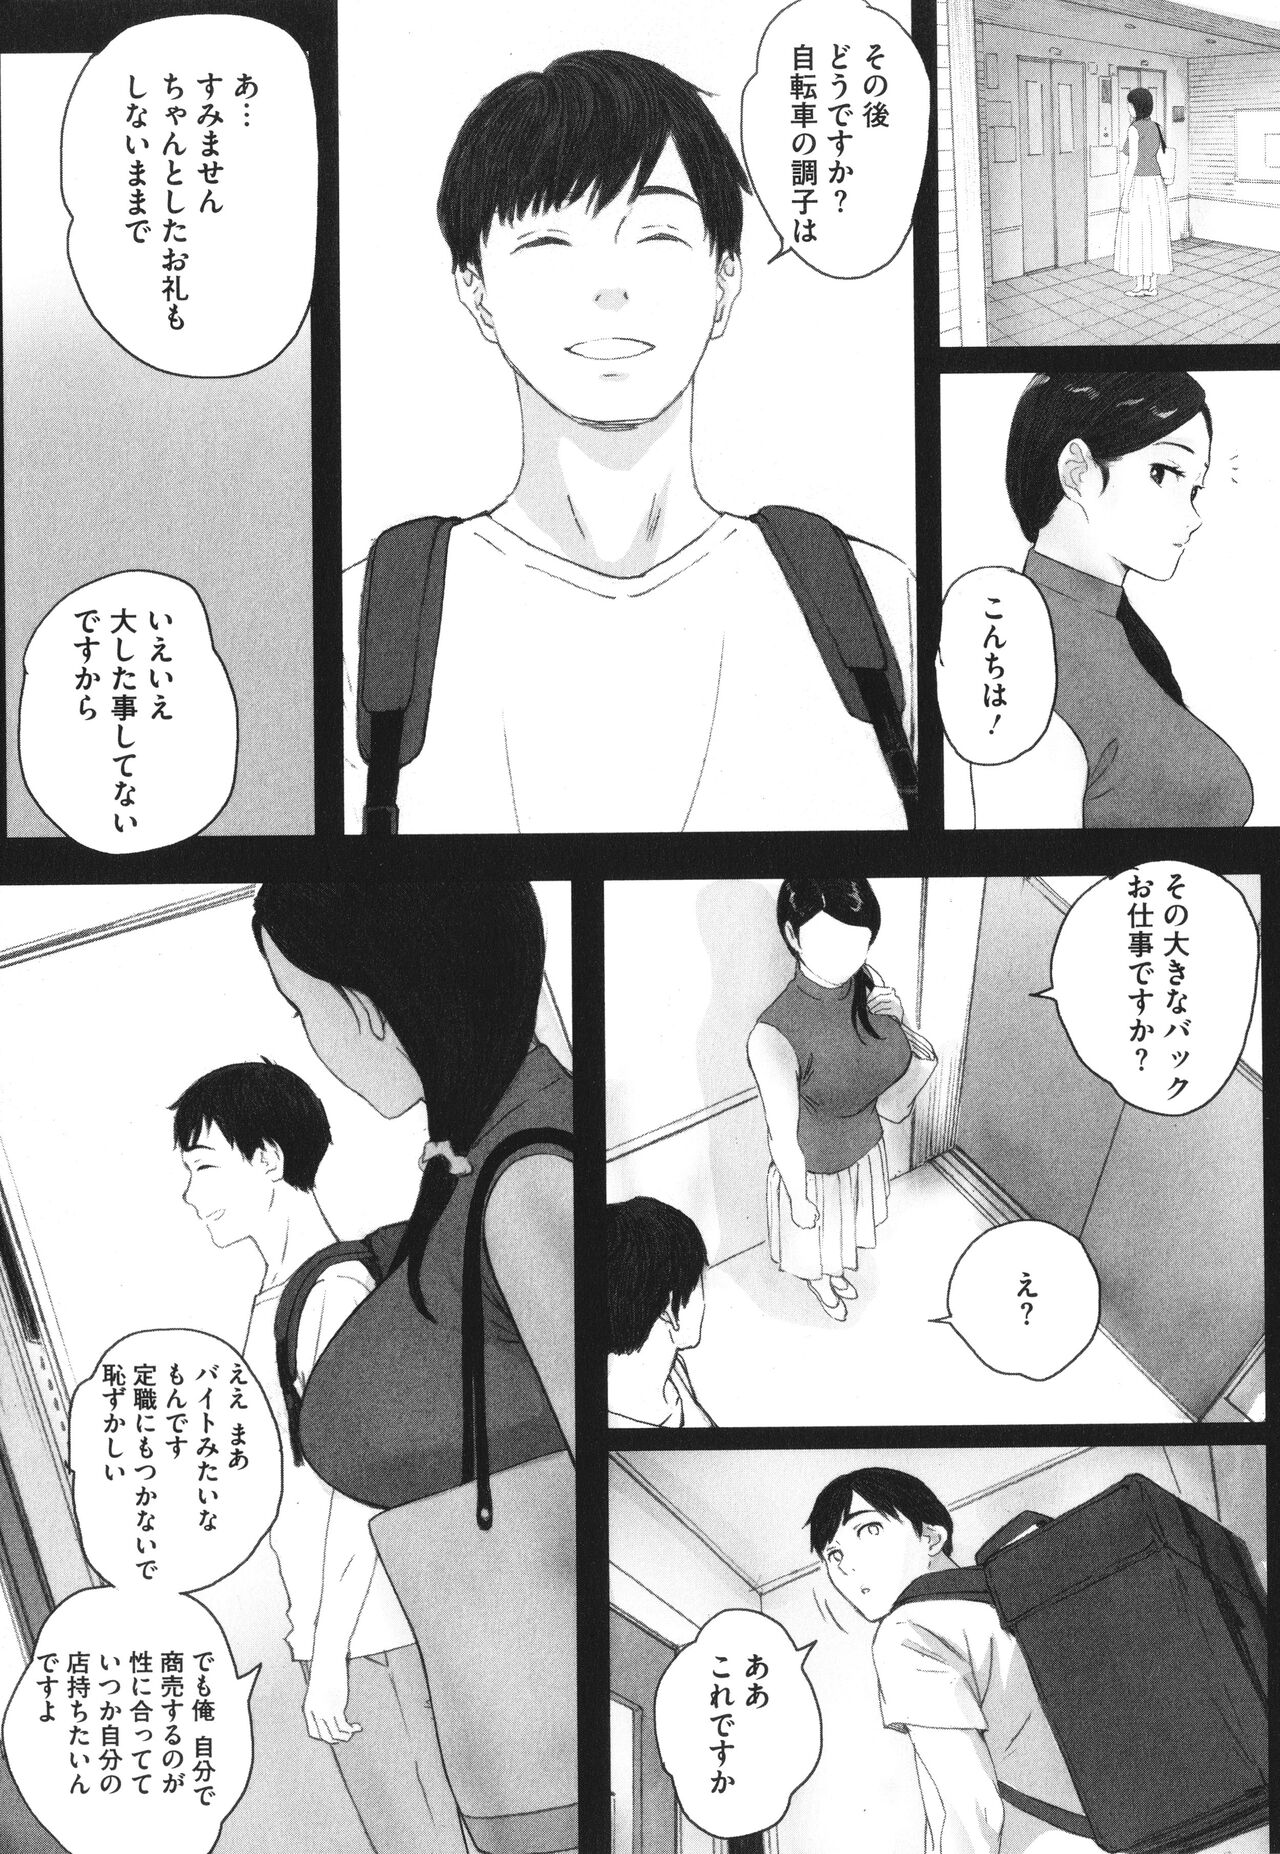 こんちは!
その後
どうですか?
自転車の調子は
あ…
すみません
ちゃんとしたお礼も
しないままで
いえいえ
大した事してない
ですから
その大きなバック
お仕事ですか?
え?
ああ
これですか
ええ まあ
バイトみたいな
もんです
定職にもつかないで
恥ずかしい
でも俺 自分で
商売するのが
性に合ってて
いつか自分の
店持ちたいん
ですよ